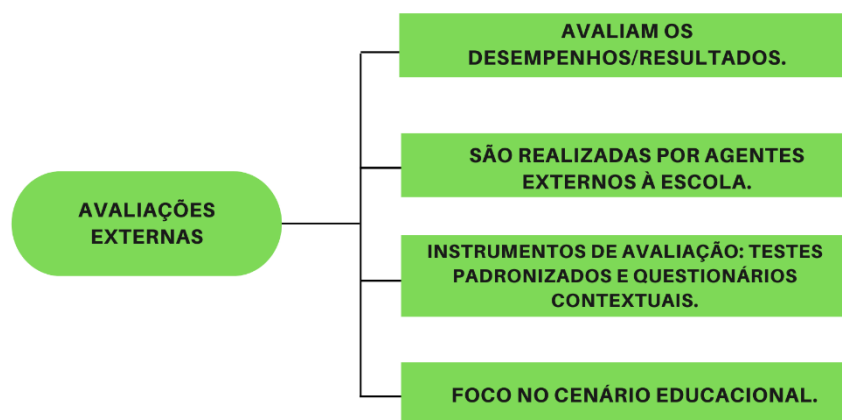 AVALIAÇÕES
EXTERNAS
AVALIAM OS
DESEMPENHOS/RESULTADOS.
SÃO REALIZADAS POR AGENTES
EXTERNOS À ESCOLA.
INSTRUMENTOS DE AVALIAÇÃO: TESTES
PADRONIZADOS E QUESTIONÁRIOS
CONTEXTUAIS.
FOCO NO CENÁRIO EDUCACIONAL.